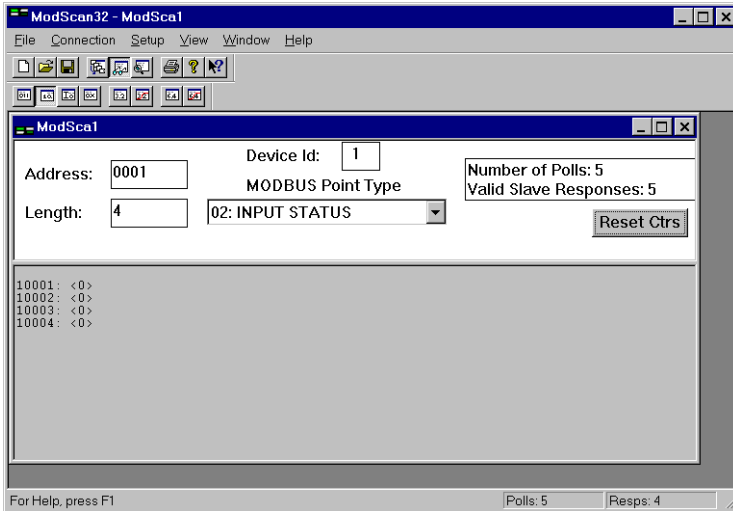 ModScan32 - ModSca1
File Connection Setup View Window Help
ModSca1
Address: 0001
Device Id: 1
MODBUS Point Type
Length: 4
02: INPUT STATUS
Number of Polls: 5
Valid Slave Responses: 5
Reset Ctrs
10001: <0>
10002: <0>
10003: <0>
10004: <0>
For Help, press F1
Polls: 5
Resps: 4